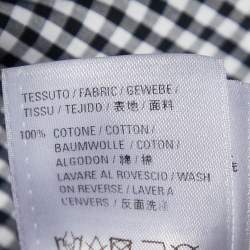 TESSUTO / FABRIC / GEWEBE /
TISSU / TEJIDO / 表地 / 面料
100% COTONE / COTTON /
BAUMWOLLE / COTON /
ALGODON / 綿 / 棉
LAVARE AL ROVESCIO / WASH
ON REVERSE / LAVER A
L'ENVERS / 反面洗涤